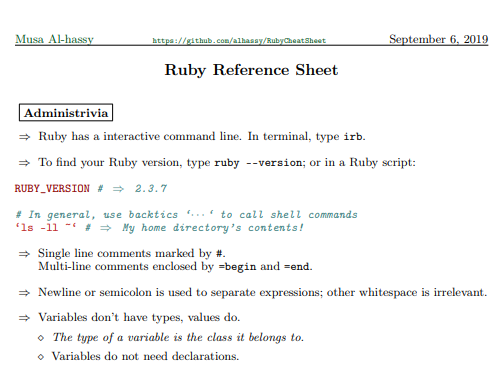 Musa Al-hassy https://github.com/alhassy/RubyCheatSheet September 6, 2019
Ruby Reference Sheet
Administrivia
⇒ Ruby has a interactive command line. In terminal, type irb.
⇒ To find your Ruby version, type ruby --version; or in a Ruby script:
RUBY_VERSION # ⇒ 2.3.7
# In general, use backtics ‘···‘ to call shell commands
‘ls -ll ~‘ # ⇒ My home directory’s contents!
⇒ Single line comments marked by #.
Multi-line comments enclosed by =begin and =end.
⇒ Newline or semicolon is used to separate expressions; other whitespace is irrelevant.
⇒ Variables don’t have types, values do.
⋄ The type of a variable is the class it belongs to.
⋄ Variables do not need declarations.